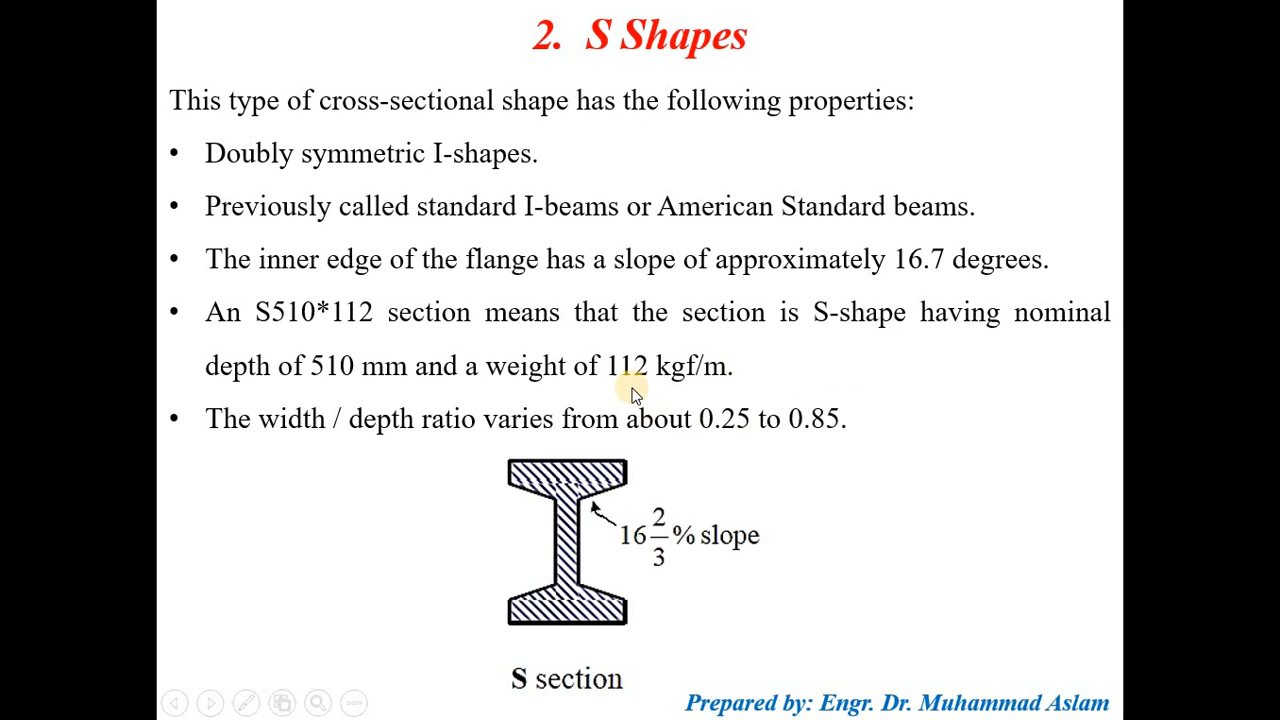 2. S Shapes
This type of cross-sectional shape has the following properties:
• Doubly symmetric I-shapes.
• Previously called standard I-beams or American Standard beams.
• The inner edge of the flange has a slope of approximately 16.7 degrees.
• An S510*112 section means that the section is S-shape having nominal
depth of 510 mm and a weight of 112 kgf/m.
• The width / depth ratio varies from about 0.25 to 0.85.
16 2/3 % slope
S section
Prepared by: Engr. Dr. Muhammad Aslam